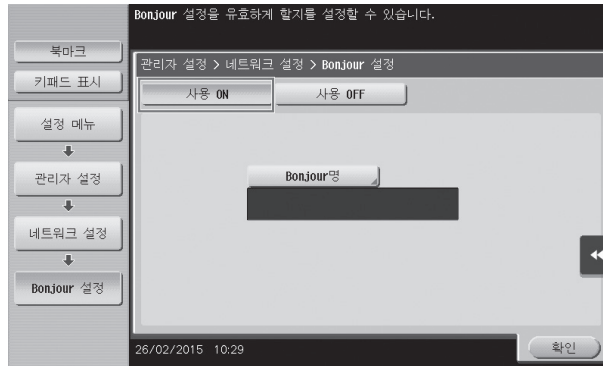 Bonjour 설정을 유효하게 할지를 설정할 수 있습니다.
북마크
키패드 표시
설정 메뉴
관리자 설정
네트워크 설정
Bonjour 설정
관리자 설정 > 네트워크 설정 > Bonjour 설정
사용 ON 사용 OFF
Bonjour명
26/02/2015 10:29
확인